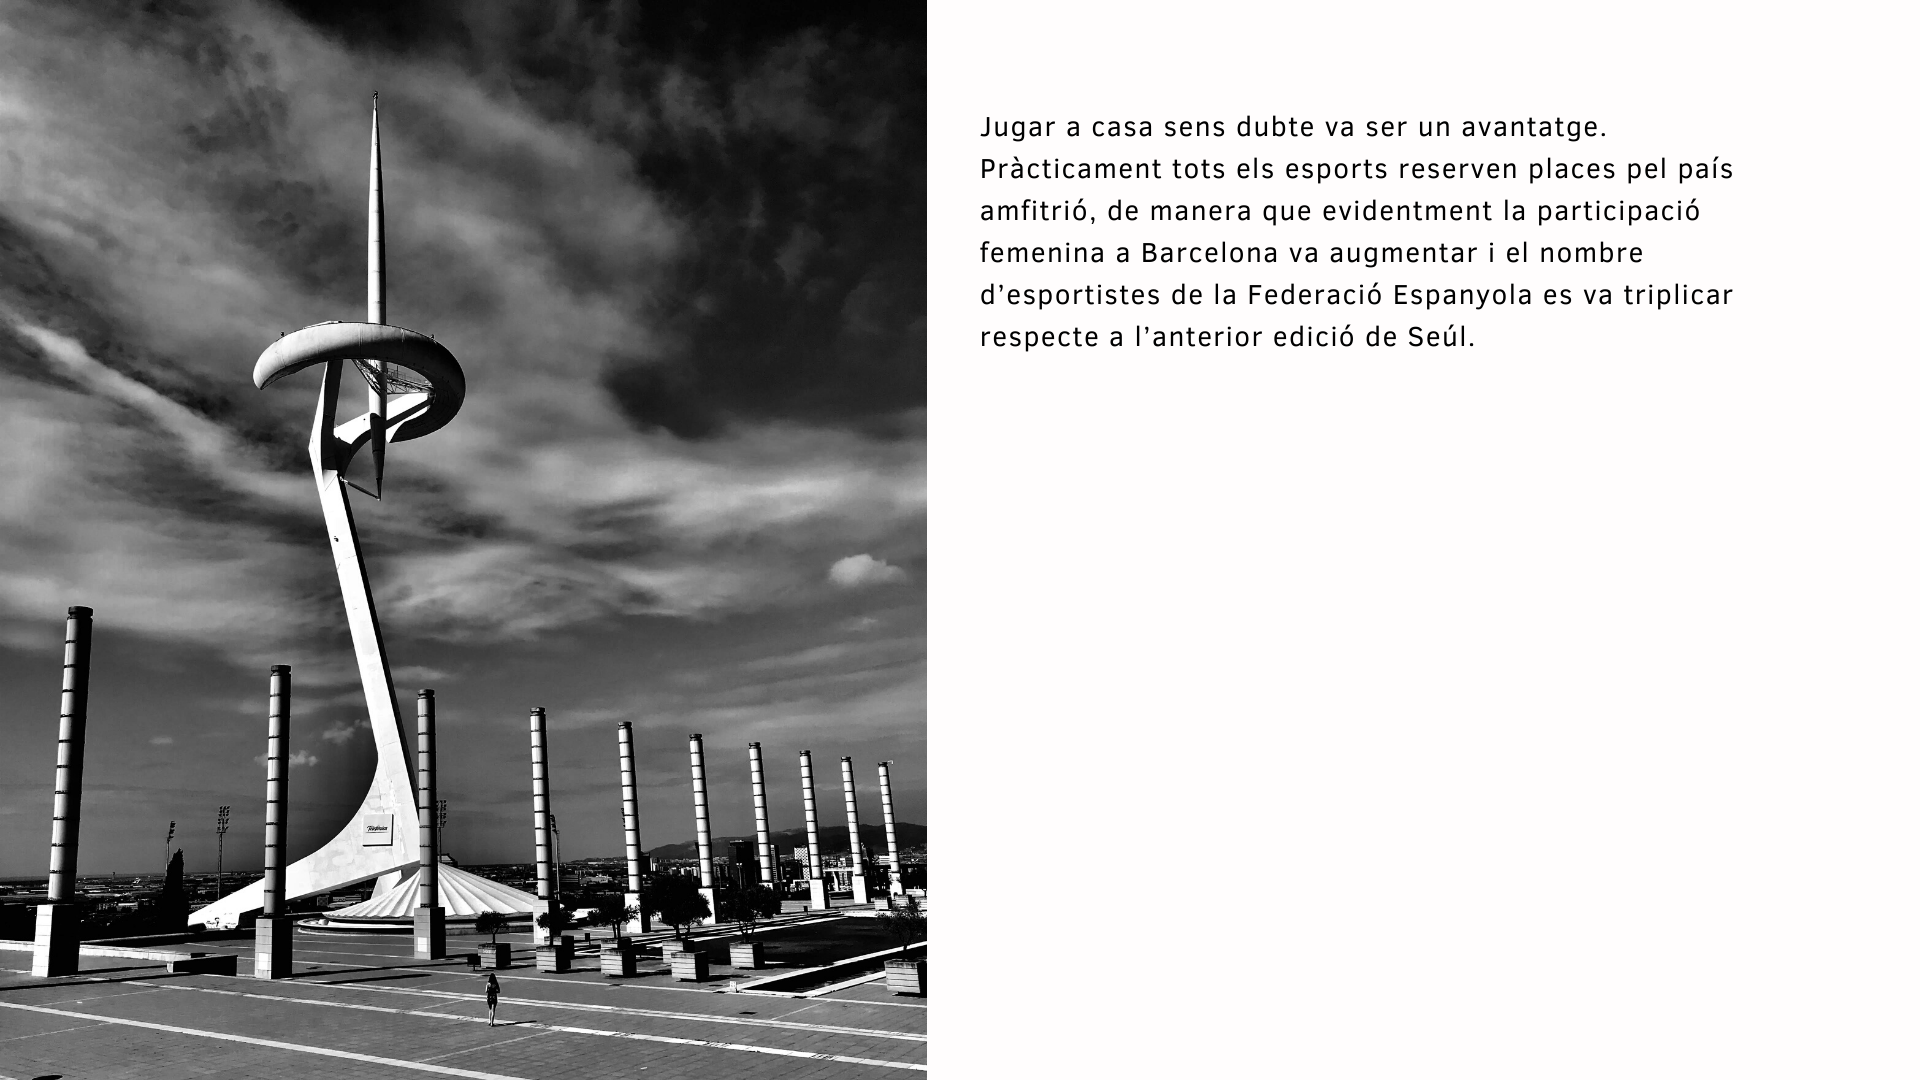 Jugar a casa sens dubte va ser un avantatge.
Pràcticament tots els esports reserven places pel país
amfitrió, de manera que evidentment la participació
femenina a Barcelona va augmentar i el nombre
d’esportistes de la Federació Espanyola es va triplicar
respecte a l’anterior edició de Seúl.
Telefónica